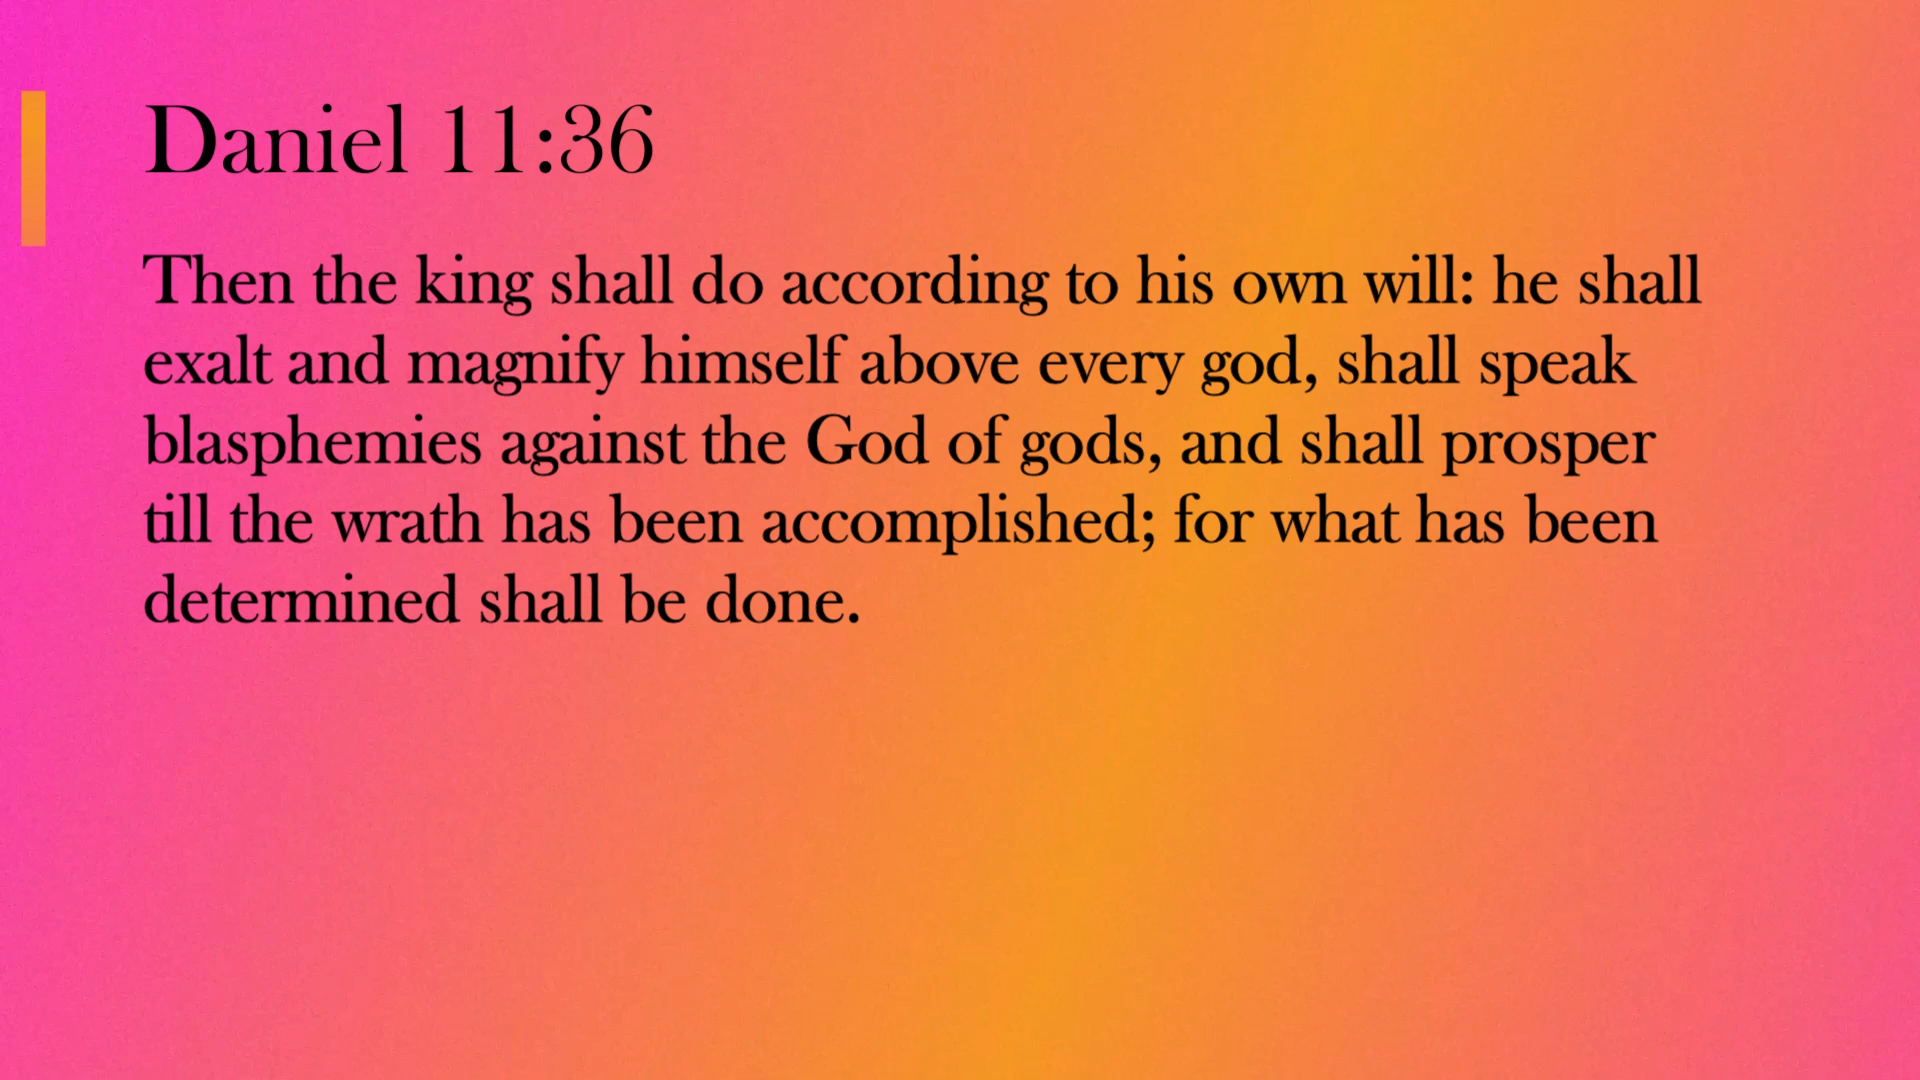 Daniel 11:36
Then the king shall do according to his own will: he shall
exalt and magnify himself above every god, shall speak
blasphemies against the God of gods, and shall prosper
till the wrath has been accomplished; for what has been
determined shall be done.